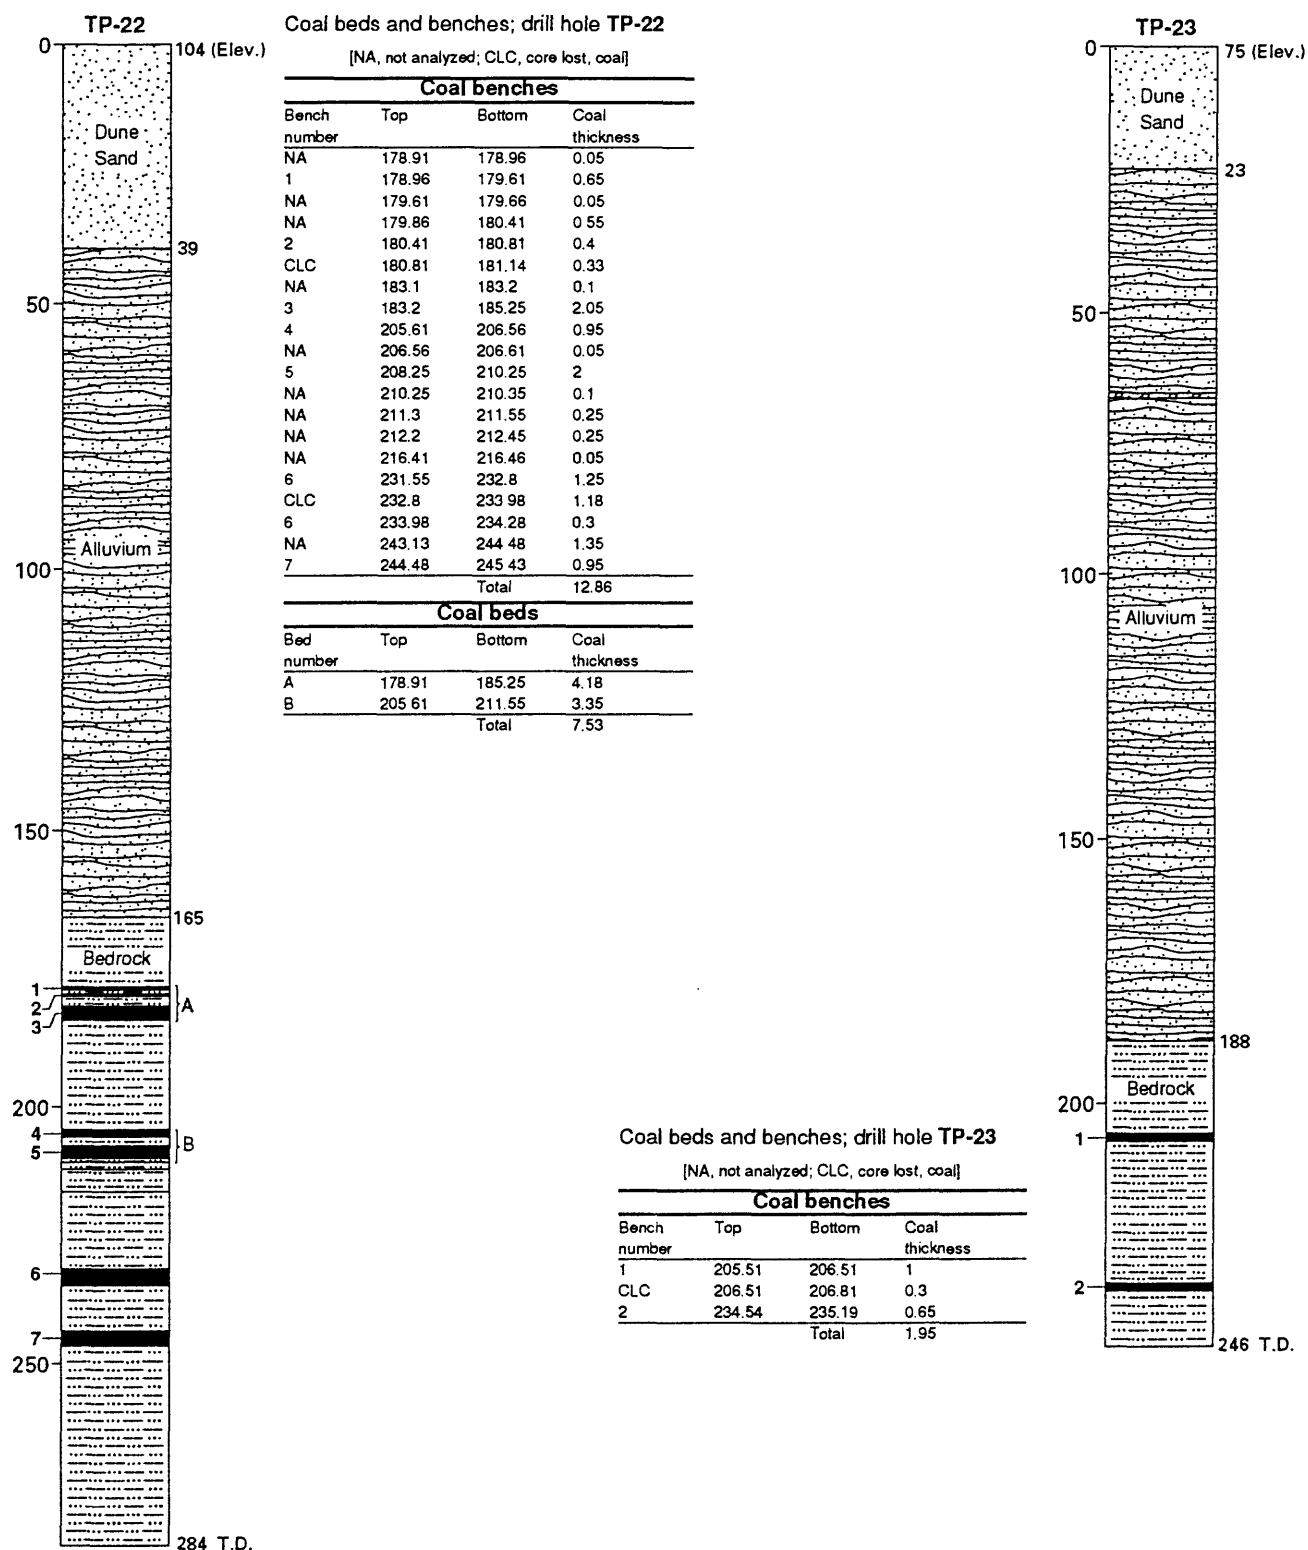 TP-22
0
104 (Elev.)
Dune
Sand
39
50
Alluvium
100
150
165
Bedrock
1
2
3
A
200
4
5
B
6
7
250
284 T.D.
Coal beds and benches; drill hole TP-22
[NA, not analyzed; CLC, core lost, coal]
Coal benches
Bench Top Bottom Coal
number thickness
NA 178.91 178.96 0.05
1 178.96 179.61 0.65
NA 179.61 179.66 0.05
NA 179.86 180.41 0 55
2 180.41 180.81 0.4
CLC 180.81 181.14 0.33
NA 183.1 183.2 0.1
3 183.2 185.25 2.05
4 205.61 206.56 0.95
NA 206.56 206.61 0.05
5 208.25 210.25 2
NA 210.25 210.35 0.1
NA 211.3 211.55 0.25
NA 212.2 212.45 0.25
NA 216.41 216.46 0.05
6 231.55 232.8 1.25
CLC 232.8 233 98 1.18
6 233.98 234.28 0.3
NA 243.13 244 48 1.35
7 244.48 245 43 0.95
Total 12.86
Coal beds
Bed Top Bottom Coal
number thickness
A 178.91 185.25 4.18
B 205 61 211.55 3.35
Total 7.53
Coal beds and benches; drill hole TP-23
[NA, not analyzed; CLC, core lost, coal]
Coal benches
Bench Top Bottom Coal
number thickness
1 205.51 206.51 1
CLC 206.51 206.81 0.3
2 234.54 235.19 0.65
Total 1.95
TP-23
0
75 (Elev.)
Dune
Sand
23
50
100
Alluvium
150
188
Bedrock
200
1
2
246 T.D.